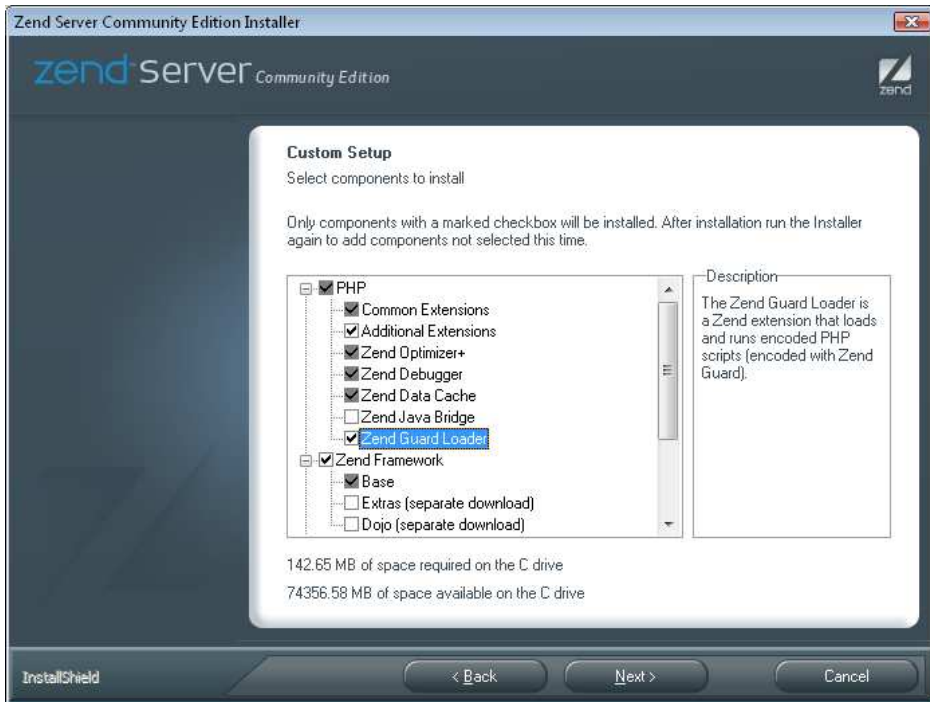 Zend Server Community Edition Installer
zend Server Community Edition
zend
Custom Setup
Select components to install
Only components with a marked checkbox will be installed. After installation run the Installer
again to add components not selected this time.
PHP
Common Extensions
Additional Extensions
Zend Optimizer+
Zend Debugger
Zend Data Cache
Zend Java Bridge
Zend Guard Loader
Zend Framework
Base
Extras (separate download)
Dojo (separate download)
Description
The Zend Guard Loader is
a Zend extension that loads
and runs encoded PHP
scripts (encoded with Zend
Guard).
142.65 MB of space required on the C drive
74356.58 MB of space available on the C drive
InstallShield
< Back
Next >
Cancel